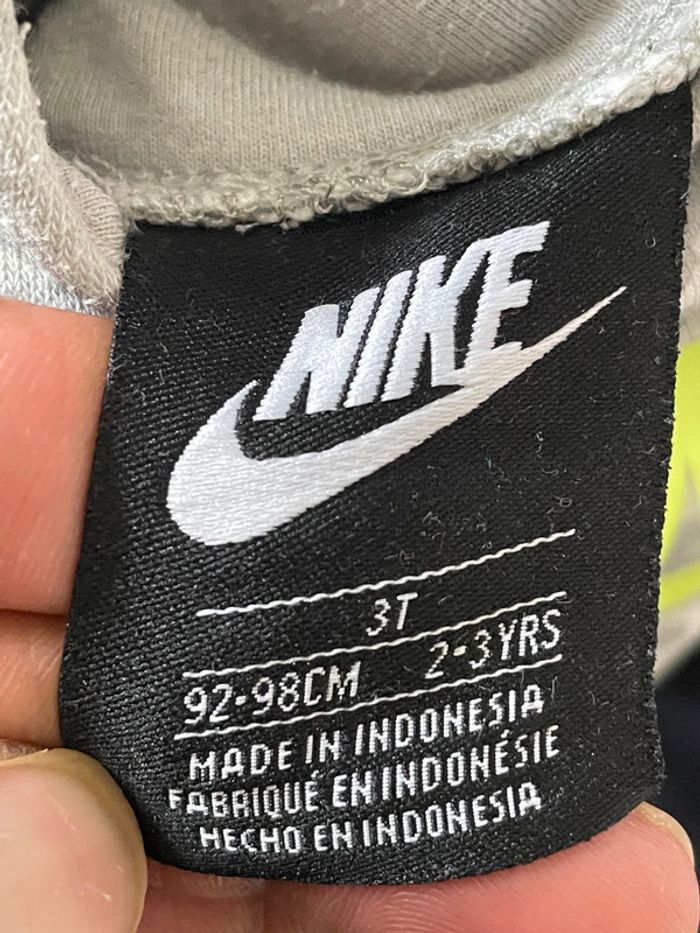 NIKE
3T
92-98CM 2-3YRS
MADE IN INDONESIA
FABRIQUÉ EN INDONÉSIE
HECHO EN INDONESIA